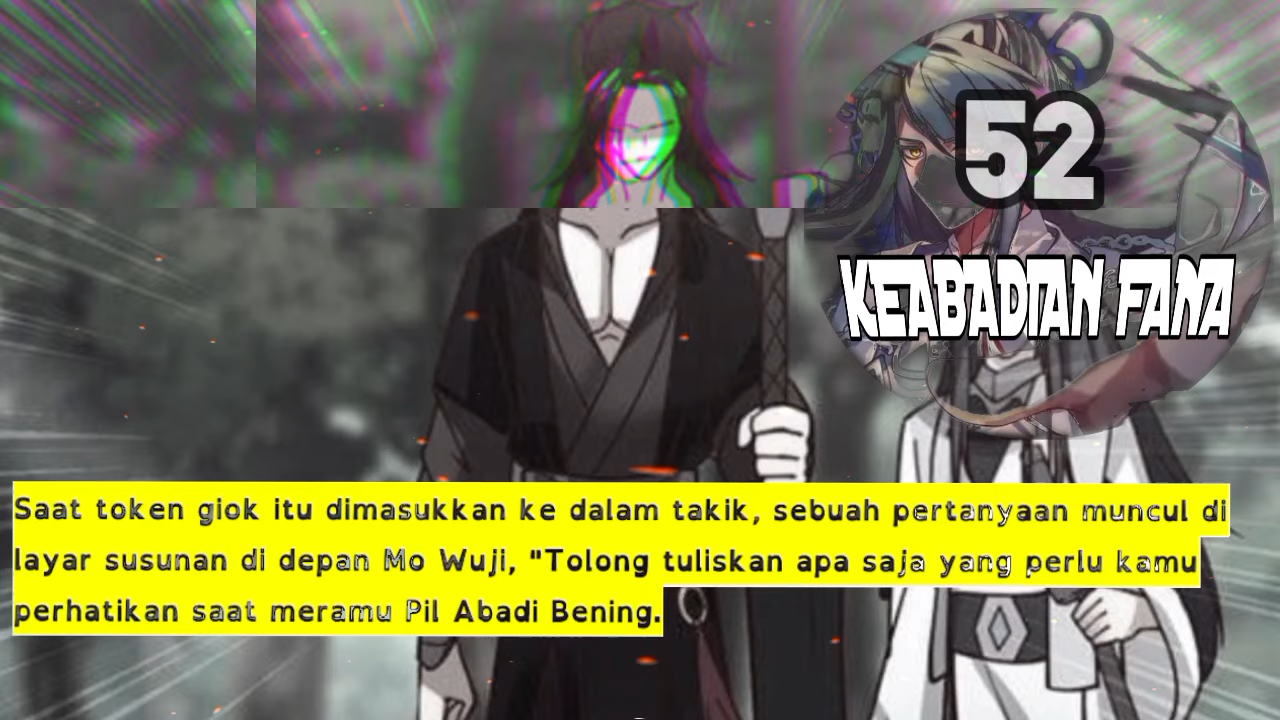 52
KEABADIAN FANA
Saat token giok itu dimasukkan ke dalam takik, sebuah pertanyaan muncul di
layar susunan di depan Mo Wuji, "Tolong tuliskan apa saja yang perlu kamu
perhatikan saat meramu Pil Abadi Bening.